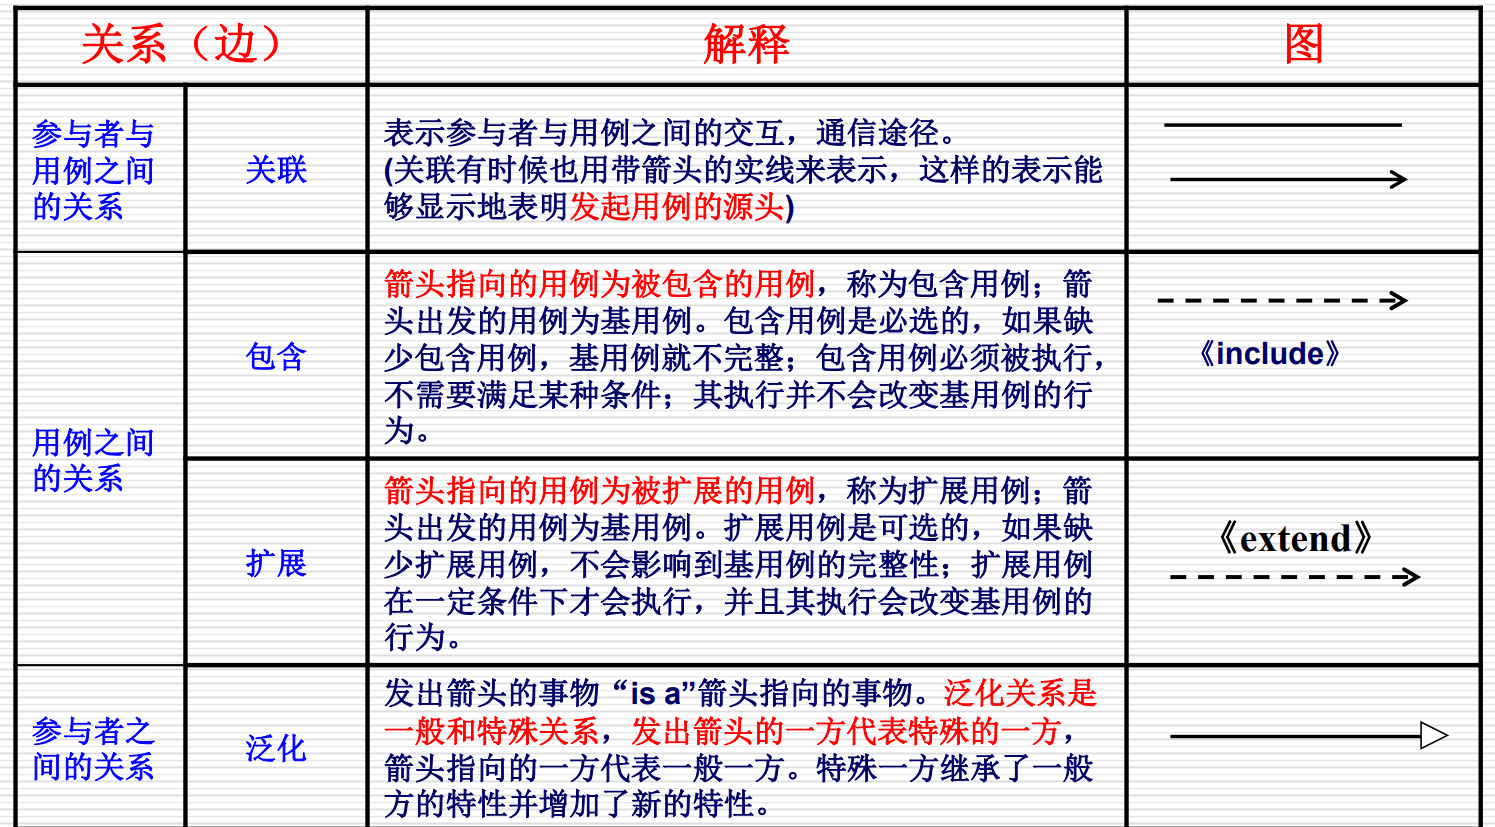 关系（边）
解释
图
参与者与
用例之间
的关系
关联
表示参与者与用例之间的交互，通信途径。
(关联有时候也用带箭头的实线来表示，这样的表示能
够显示地表明发起用例的源头)
用例之间
的关系
包含
箭头指向的用例为被包含的用例，称为包含用例；箭
头出发的用例为基用例。包含用例是必选的，如果缺
少包含用例，基用例就不完整；包含用例必须被执行，
不需要满足某种条件；其执行并不会改变基用例的行
为。
《include》
扩展
箭头指向的用例为被扩展的用例，称为扩展用例；箭
头出发的用例为基用例。扩展用例是可选的，如果缺
少扩展用例，不会影响到基用例的完整性；扩展用例
在一定条件下才会执行，并且其执行会改变基用例的
行为。
《extend》
参与者之
间的关系
泛化
发出箭头的事物“is a”箭头指向的事物。泛化关系是
一般和特殊关系，发出箭头的一方代表特殊的一方，
箭头指向的一方代表一般一方。特殊一方继承了一般
方的特性并增加了新的特性。